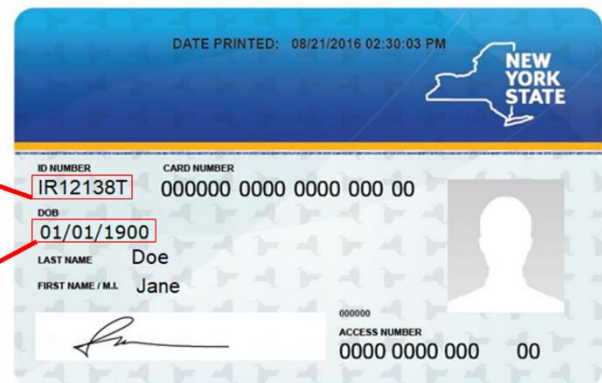 DATE PRINTED: 08/21/2016 02:30:03 PM
NEW
YORK
STATE
ID NUMBER CARD NUMBER
IR12138T 000000 0000 0000 000 00
DOB
01/01/1900
LAST NAME Doe
FIRST NAME / M.I. Jane
000000
ACCESS NUMBER
0000 0000 000 00